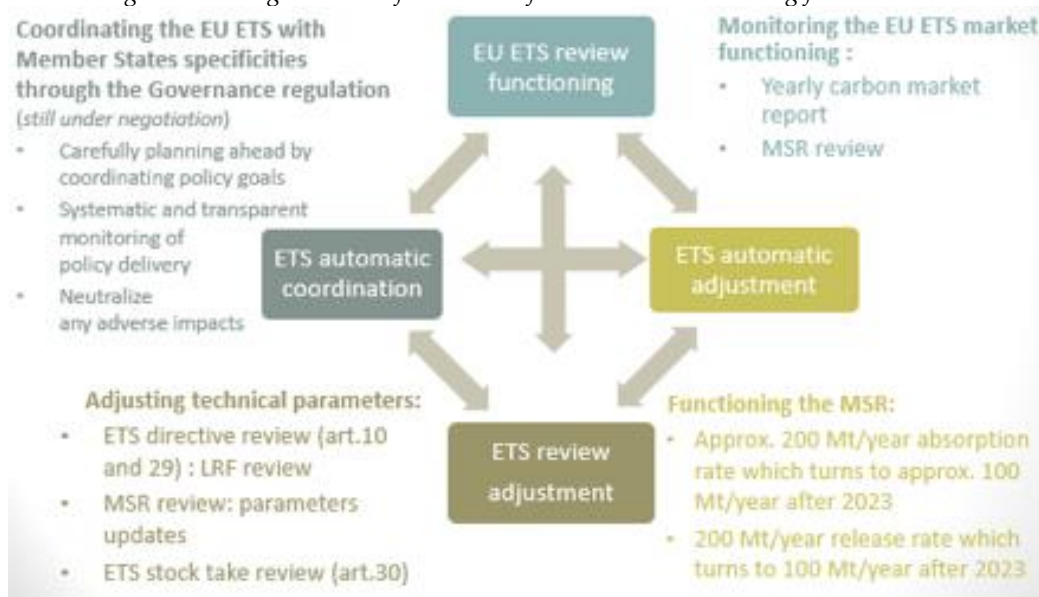 Coordinating the EU ETS with
Member States specificities
through the Governance regulation
(still under negotiation)
• Carefully planning ahead by
coordinating policy goals
• Systematic and transparent
monitoring of
policy delivery
• Neutralize
any adverse impacts
EU ETS review
functioning
Monitoring the EU ETS market
functioning :
• Yearly carbon market
report
• MSR review
ETS automatic
coordination
ETS automatic
adjustment
Adjusting technical parameters:
• ETS directive review (art.10
and 29) : LRF review
• MSR review: parameters
updates
• ETS stock take review (art.30)
ETS review
adjustment
Functioning the MSR:
• Approx. 200 Mt/year absorption
rate which turns to approx. 100
Mt/year after 2023
• 200 Mt/year release rate which
turns to 100 Mt/year after 2023